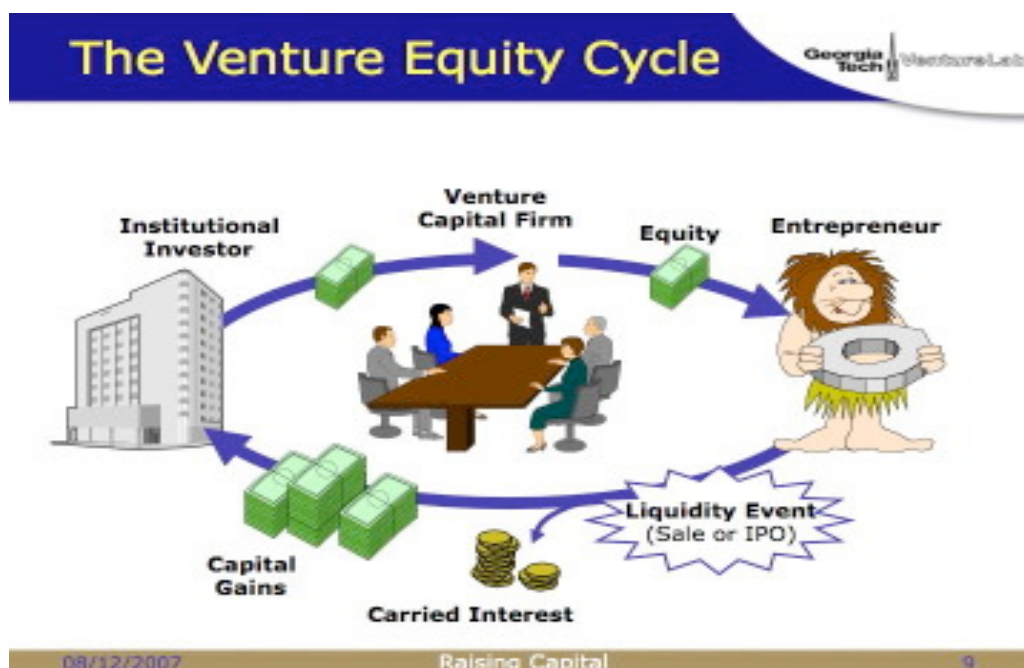 The Venture Equity Cycle
Georgia
Tech
VentureLab
Venture
Capital Firm
Institutional
Investor
Equity
Entrepreneur
Liquidity Event
(Sale or IPO)
Capital
Gains
Carried Interest
08/12/2007
Raising Capital
9